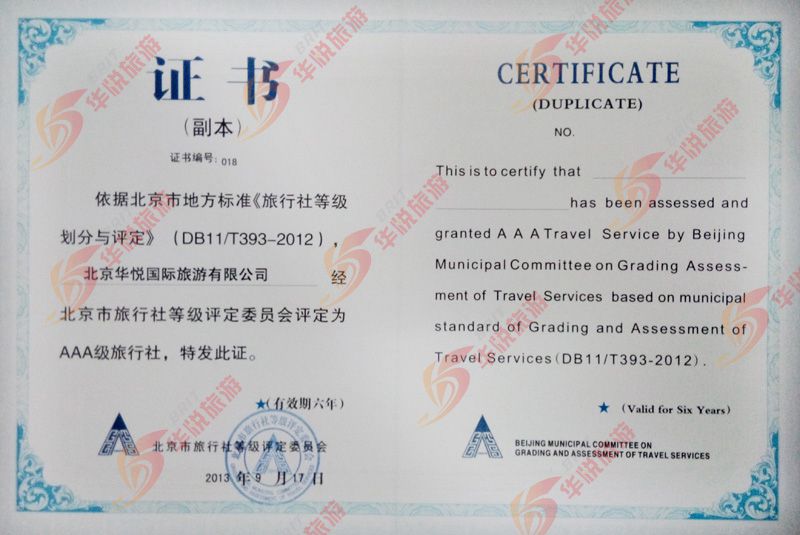 证书
（副本）
证书编号: 018
依据北京市地方标准《旅行社等级
划分与评定》（DB11/T393-2012），
北京华悦国际旅游有限公司 经
北京市旅行社等级评定委员会评定为
AAA级旅行社，特发此证。
★(有效期六年)
北京市旅行社等级评定委员会
2013 年 9 月 17 日
CERTIFICATE
(DUPLICATE)
NO.
This is to certify that
has been assessed and
granted A A A Travel Service by Beijing
Municipal Committee on Grading Assess-
ment of Travel Services based on municipal
standard of Grading and Assessment of
Travel Services (DB11/T393-2012).
★ (Valid for Six Years)
BEIJING MUNICIPAL COMMITTEE ON
GRADING AND ASSESSMENT OF TRAVEL SERVICES
BRIT
华悦旅游